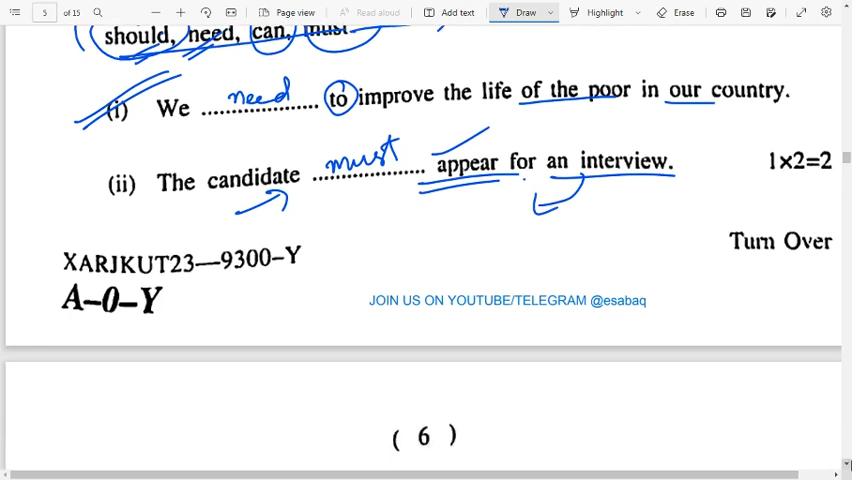 5 of 15 Page view Read aloud Add text Draw Highlight Erase
should, need, can, must
(i) We need to improve the life of the poor in our country.
(ii) The candidate must appear for an interview. 1×2=2
Turn Over
XARJKUT23—9300–Y
A–0–Y
JOIN US ON YOUTUBE/TELEGRAM @esabaq
( 6 )